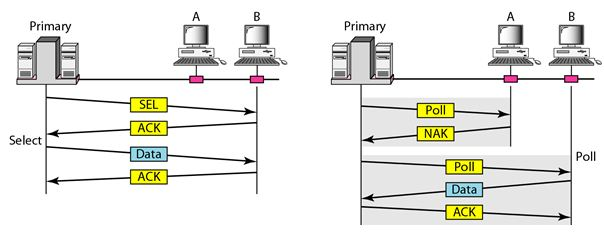 Primary
A
B
SEL
ACK
Select
Data
ACK
Primary
A
B
Poll
NAK
Poll
Poll
Data
ACK